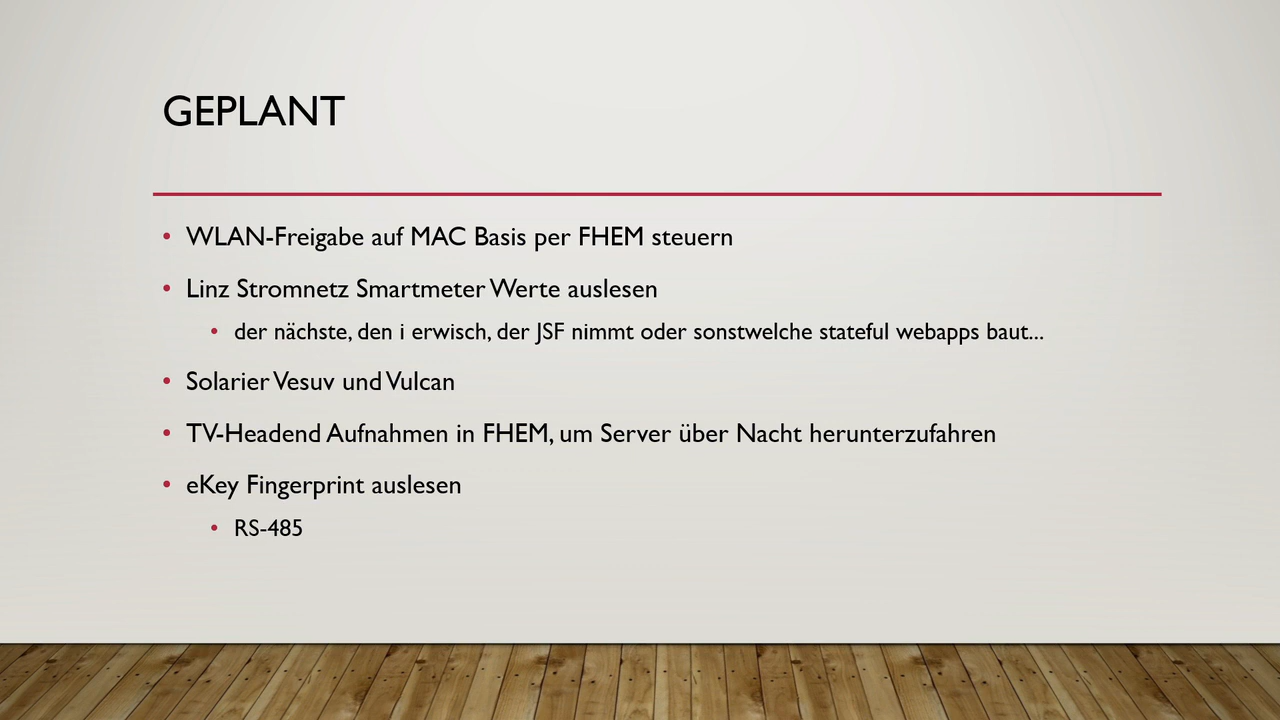 GEPLANT
WLAN-Freigabe auf MAC Basis per FHEM steuern
Linz Stromnetz Smartmeter Werte auslesen
der nächste, den i erwisch, der JSF nimmt oder sonstwelche stateful webapps baut...
Solarier Vesuv und Vulcan
TV-Headend Aufnahmen in FHEM, um Server über Nacht herunterzufahren
eKey Fingerprint auslesen
RS-485